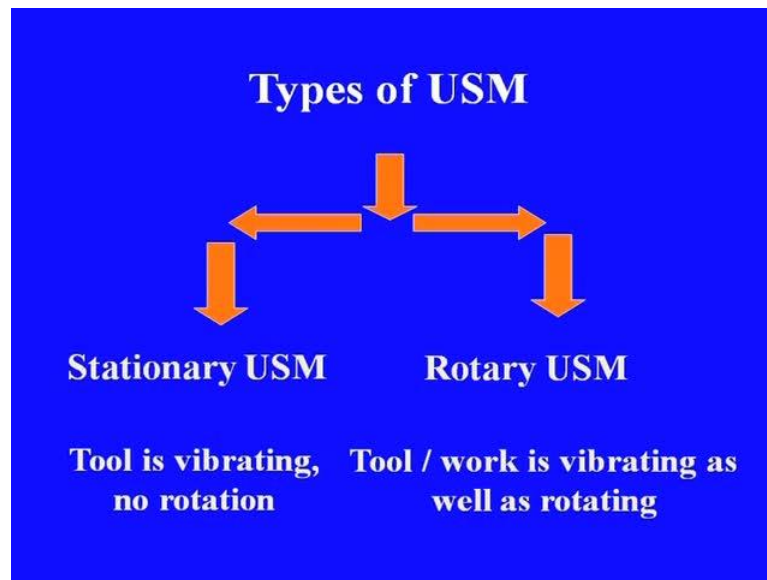 Types of USM
Stationary USM
Rotary USM
Tool is vibrating,
no rotation
Tool / work is vibrating as
well as rotating